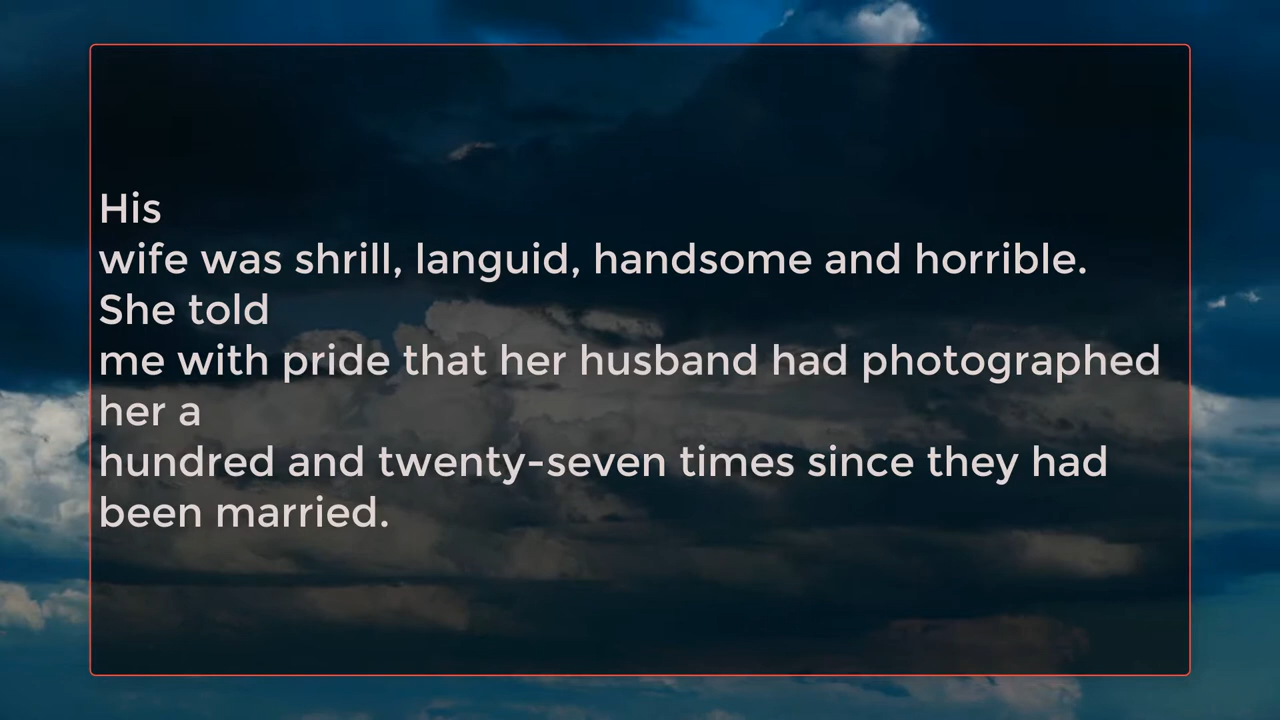 His
wife was shrill, languid, handsome and horrible.
She told
me with pride that her husband had photographed
her a
hundred and twenty-seven times since they had
been married.